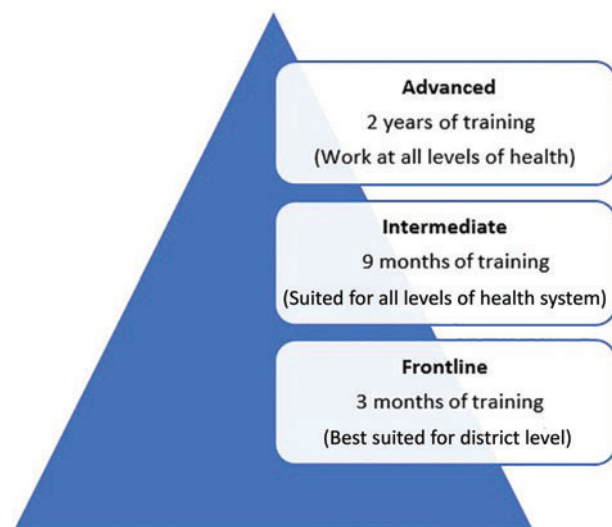 Advanced
2 years of training
(Work at all levels of health)
Intermediate
9 months of training
(Suited for all levels of health system)
Frontline
3 months of training
(Best suited for district level)